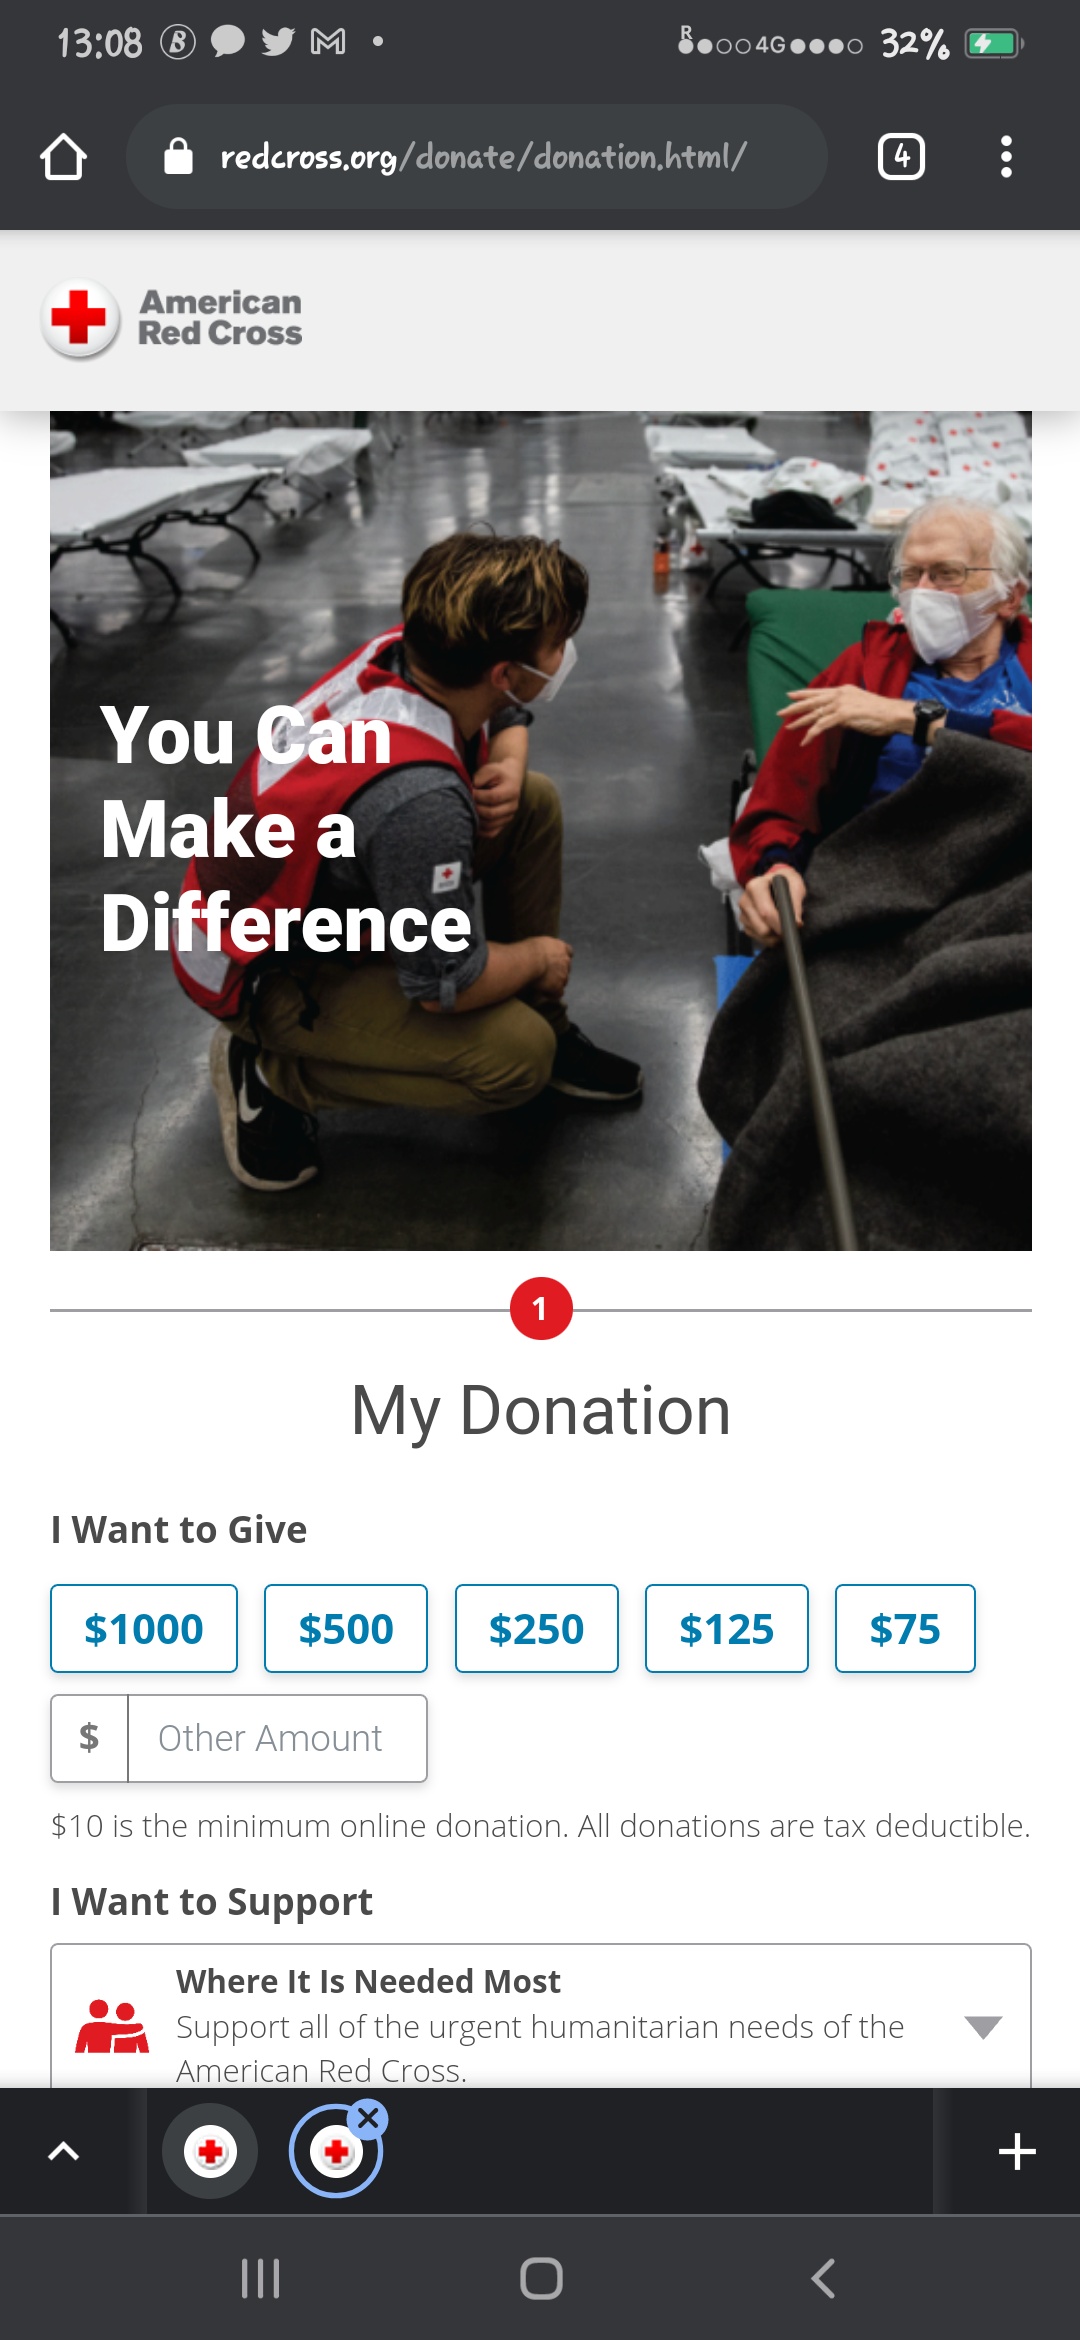 13:08
R
4G
32%
redcross.org/donate/donation.html/
4
American
Red Cross
You Can
Make a
Difference
1
My Donation
I Want to Give
$1000 $500 $250 $125 $75
$ Other Amount
$10 is the minimum online donation. All donations are tax deductible.
I Want to Support
Where It Is Needed Most
Support all of the urgent humanitarian needs of the
American Red Cross.